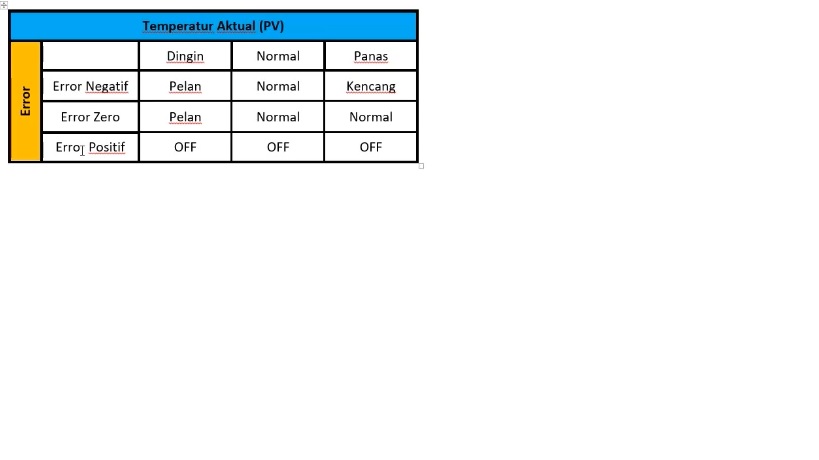 Temperatur Aktual (PV)
Error
Dingin Normal Panas
Error Negatif Pelan Normal Kencang
Error Zero Pelan Normal Normal
Error Positif OFF OFF OFF